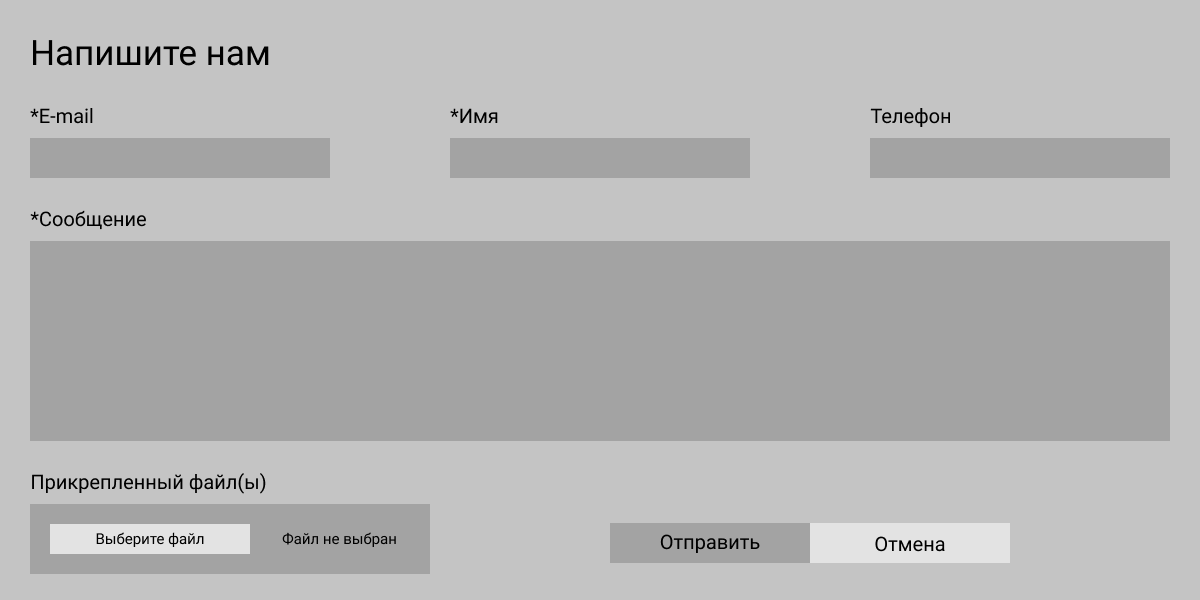 Напишите нам
*E-mail
*Имя
Телефон
*Сообщение
Прикрепленный файл(ы)
Выберите файл
Файл не выбран
Отправить
Отмена